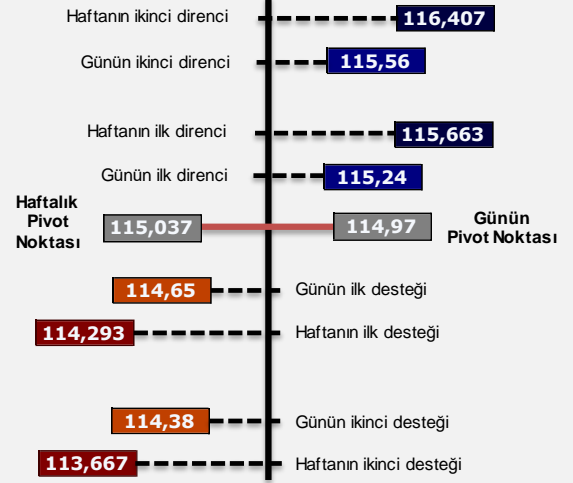 Haftanın ikinci direnci 116,407
Günün ikinci direnci 115,56
Haftanın ilk direnci 115,663
Günün ilk direnci 115,24
Haftalık
Pivot
Noktası
115,037 114,97
Günün
Pivot Noktası
114,65 Günün ilk desteği
114,293 Haftanın ilk desteği
114,38 Günün ikinci desteği
113,667 Haftanın ikinci desteği